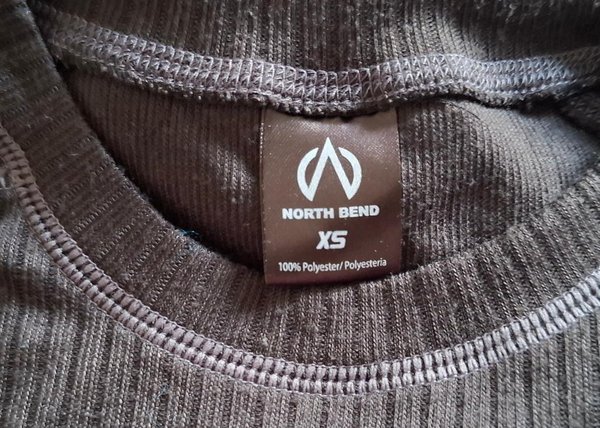 NORTH BEND
XS
100% Polyester/ Polyesteria